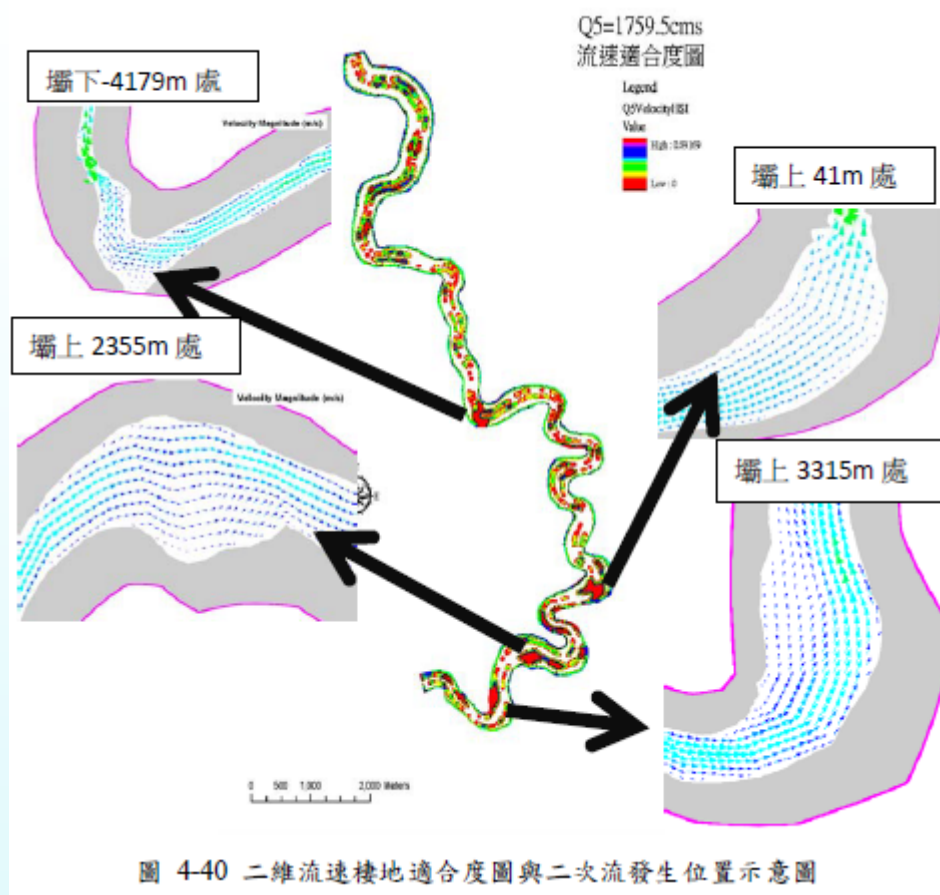 Q5=1759.5cms
流速適合度圖
Legend
Q5VelocityHSI
Value
Low : 0
壩下-4179m 處
Velocity Magnitude (m/s)
壩上 41m 處
壩上 2355m 處
Velocity Magnitude (m/s)
E
壩上 3315m 處
0 500 1,000 2,000 Meters
圖 4-40 二維流速棲地適合度圖與二次流發生位置示意圖